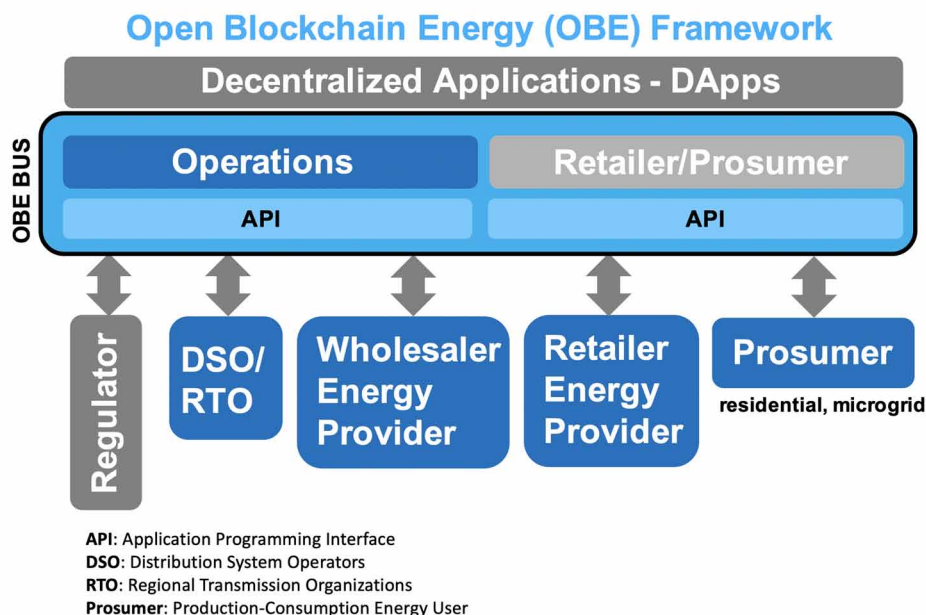 Open Blockchain Energy (OBE) Framework
Decentralized Applications - DApps
OBE BUS
Operations
Retailer/Prosumer
API
API
Regulator
DSO/
RTO
Wholesaler
Energy
Provider
Retailer
Energy
Provider
Prosumer
residential, microgrid
API: Application Programming Interface
DSO: Distribution System Operators
RTO: Regional Transmission Organizations
Prosumer: Production-Consumption Energy User